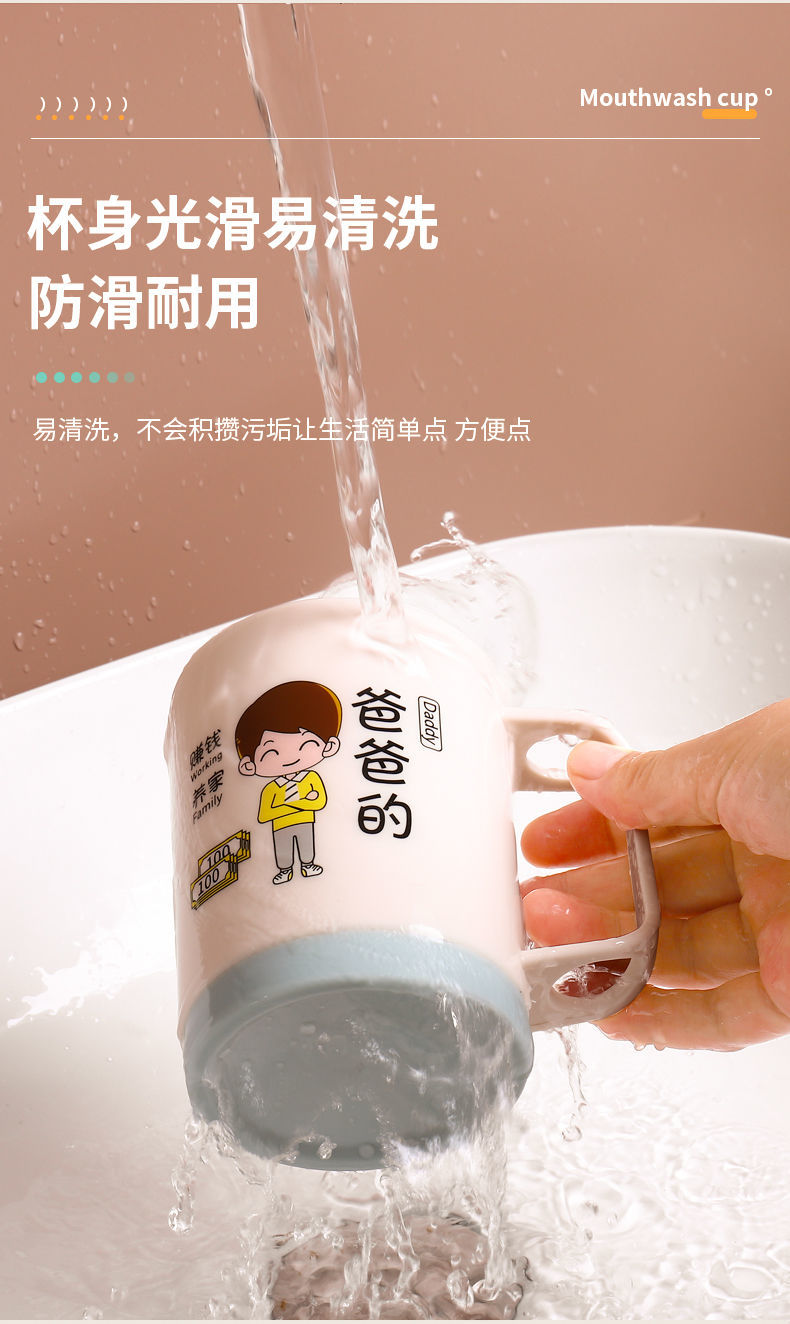 Mouthwash cup °
杯身光滑易清洗
防滑耐用
易清洗，不会积攒污垢让生活简单点 方便点
爸爸的
Daddy
赚钱
Working
养家
Family
100
100